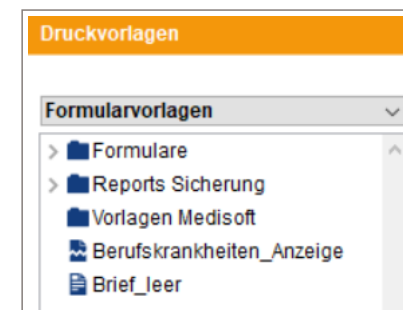 Druckvorlagen
Formularvorlagen
Formulare
Reports Sicherung
Vorlagen Medisoft
Berufskrankheiten_Anzeige
Brief_leer